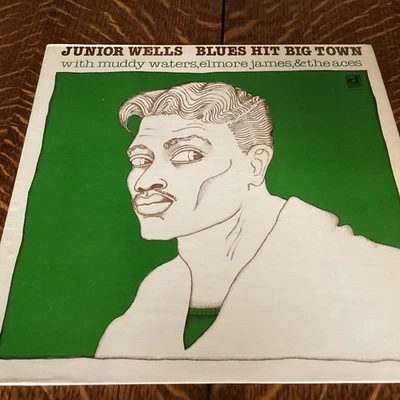 JUNIOR WELLS BLUES HIT BIG TOWN
with muddy waters,elmore james,&the aces